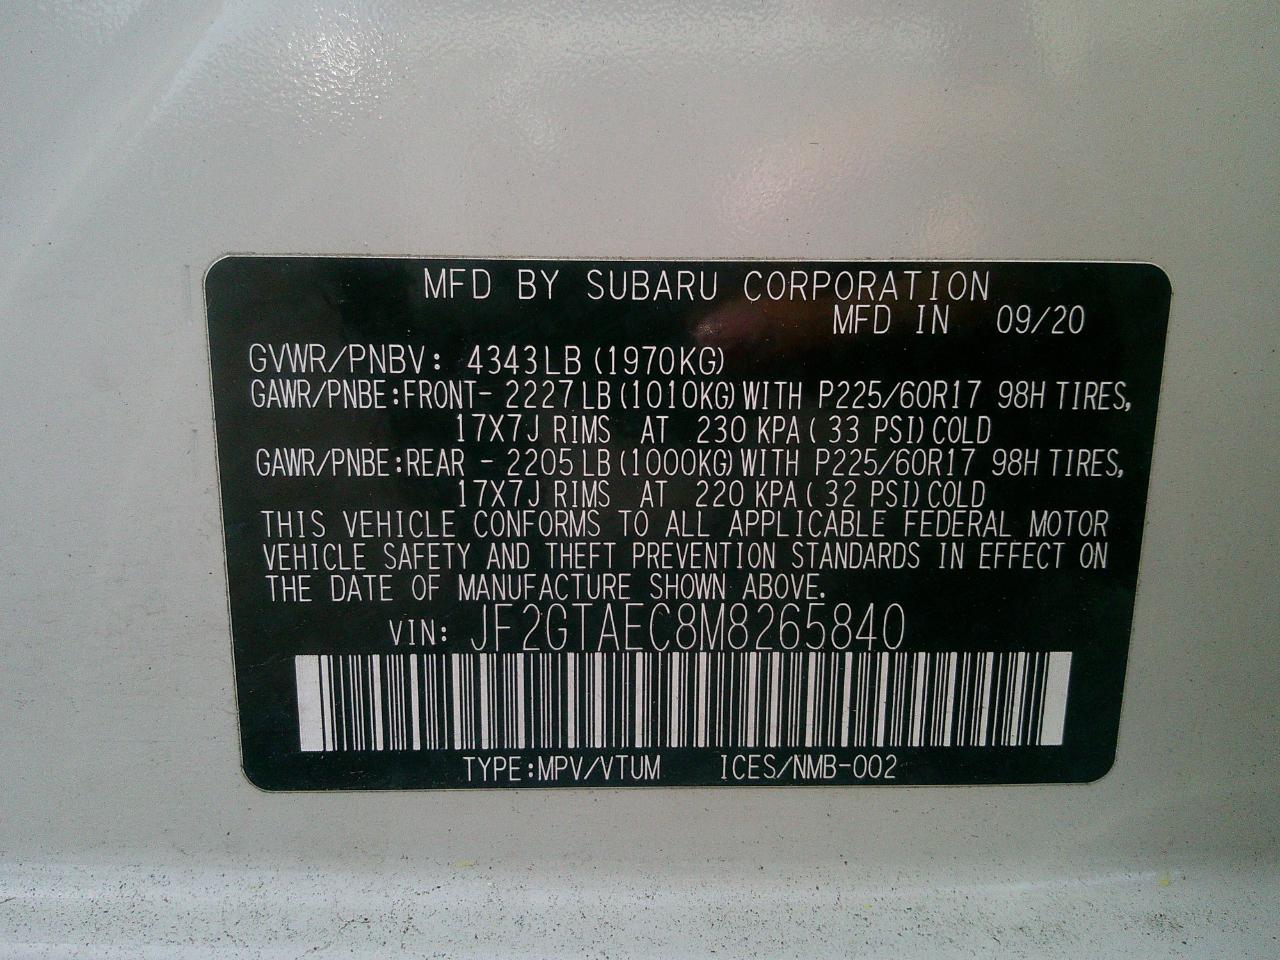 MFD BY SUBARU CORPORATION
MFD IN 09/20
GVWR/PNBV: 4343LB (1970KG)
GAWR/PNBE:FRONT- 2227LB (1010KG) WITH P225/60R17 98H TIRES,
17X7J RIMS AT 230 KPA ( 33 PSI) COLD
GAWR/PNBE:REAR - 2205LB (1000KG) WITH P225/60R17 98H TIRES,
17X7J RIMS AT 220 KPA ( 32 PSI) COLD
THIS VEHICLE CONFORMS TO ALL APPLICABLE FEDERAL MOTOR
VEHICLE SAFETY AND THEFT PREVENTION STANDARDS IN EFFECT ON
THE DATE OF MANUFACTURE SHOWN ABOVE.
VIN: JF2GTAEC8M8265840
TYPE:MPV/VTUM ICES/NMB-002